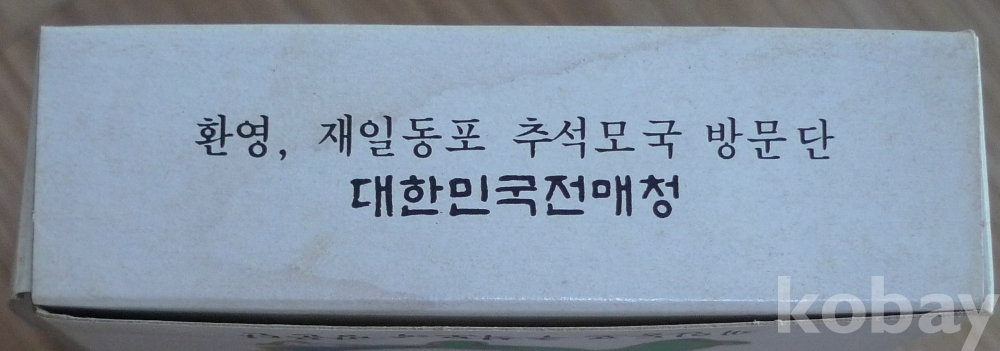 환영, 재일동포 추석모국 방문단
대한민국전매청
kobay